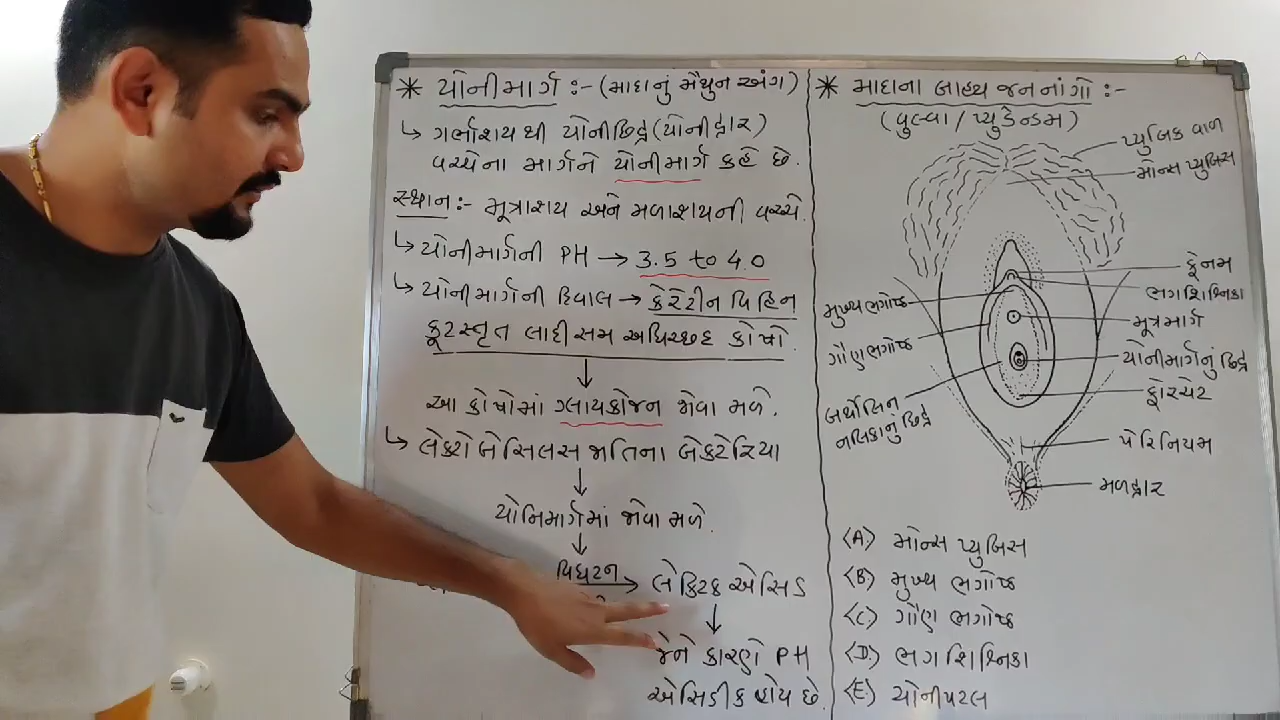 * યોનીમાર્ગ :- (માદાનું મૈથુન અંગ)
↳ ગર્ભાશય થી યોનીછિદ્ર (યોનીદ્વાર)
વચ્ચેના માર્ગને યોનીમાર્ગ કહે છે.
સ્થાન :- મૂત્રાશય અને મળાશયની વચ્ચે.
↳ યોનીમાર્ગની PH → 3.5 to 4.0
↳ યોનીમાર્ગની દિવાલ → કેરેટીન વિહિન
કૂટસ્તૃત લાદીસમ અધિચ્છદ કોષો
↓
આ કોષોમાં ગ્લાયકોજન જોવા મળે.
↳ લેક્ટોબેસિલસ જાતિના બેક્ટેરિયા
↓
યોનિમાર્ગમાં જોવા મળે.
↓
વિઘટન → લેક્ટિક એસિડ
↓
જેને કારણે PH
એસિડીક હોય છે.
* માદાના બાહ્ય જનનાંગો :-
(વુલ્વા / પ્યુડેન્ડમ)
પ્યુબિક વાળ
મોન્સ પ્યુબિસ
ફ્રેનમ
ભગશિશ્નિકા
મુખ્ય ભગોષ્ઠ
મૂત્રમાર્ગ
ગૌણ ભગોષ્ઠ
યોનીમાર્ગનું છિદ્ર
ફોરચેટ
બર્થોલિન
નલિકાનું છિદ્ર
પેરિનિયમ
મળદ્વાર
<A> મોન્સ પ્યુબિસ
<B> મુખ્ય ભગોષ્ઠ
<C> ગૌણ ભગોષ્ઠ
<D> ભગશિશ્નિકા
<E> યોનીપટલ